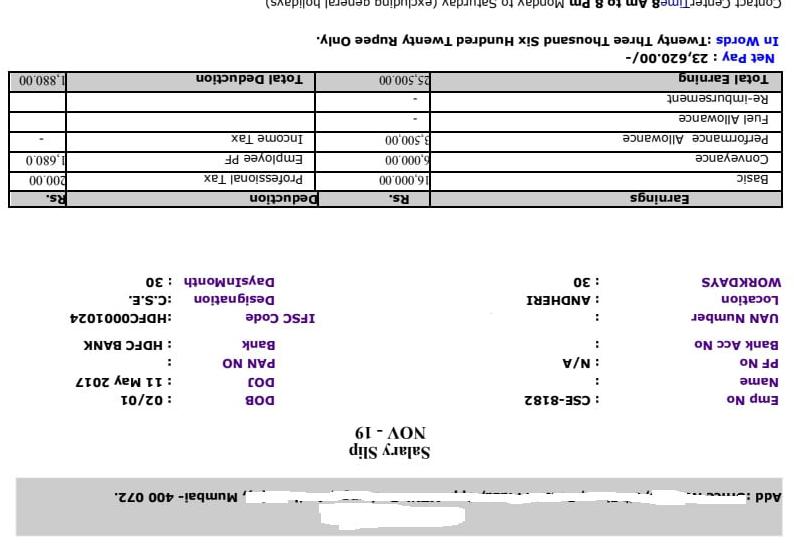 Add : Mumbai- 400 072.
Salary Slip
NOV - 19
Emp No : CSE-8182 DOB : 02/01
Name : DOJ : 11 May 2017
PF No : N/A PAN NO :
Bank Acc No : Bank : HDFC BANK
UAN Number : IFSC Code :HDFC0001024
Location : ANDHERI Designation :C.S.E.
WORKDAYS : 30 DaysInMonth : 30
Earnings Rs. Deduction Rs.
Basic 16,000.00 Professional Tax 200.00
Conveyance 6,000.00 Employee PF 1,680.0
Performance Allowance 3,500.00 Income Tax -
Fuel Allowance -
Re-imbursement -
Total Earning 25,500.00 Total Deduction 1,880.00
Net Pay : 23,620.00/-
In Words :Twenty Three Thousand Six Hundred Twenty Rupee Only.
Contact CenterTime8 Am to 8 Pm Monday to Saturday (excluding general holidays)